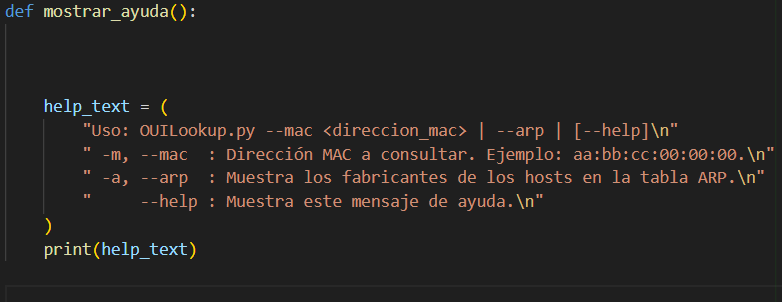 def mostrar_ayuda():
help_text = (
"Uso: OUILookup.py --mac <direccion_mac> | --arp | [--help]\n"
" -m, --mac  : Dirección MAC a consultar. Ejemplo: aa:bb:cc:00:00:00.\n"
" -a, --arp  : Muestra los fabricantes de los hosts en la tabla ARP.\n"
"     --help : Muestra este mensaje de ayuda.\n"
)
print(help_text)